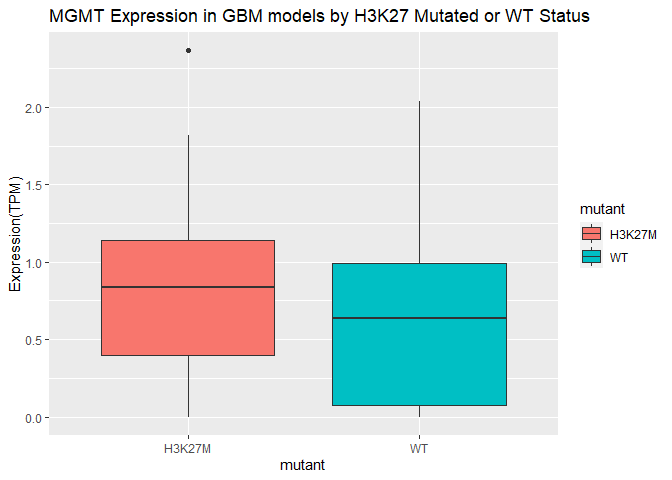 MGMT Expression in GBM models by H3K27 Mutated or WT Status
Expression(TPM)
2.0
1.5
1.0
0.5
0.0
H3K27M
WT
mutant
mutant
H3K27M
WT